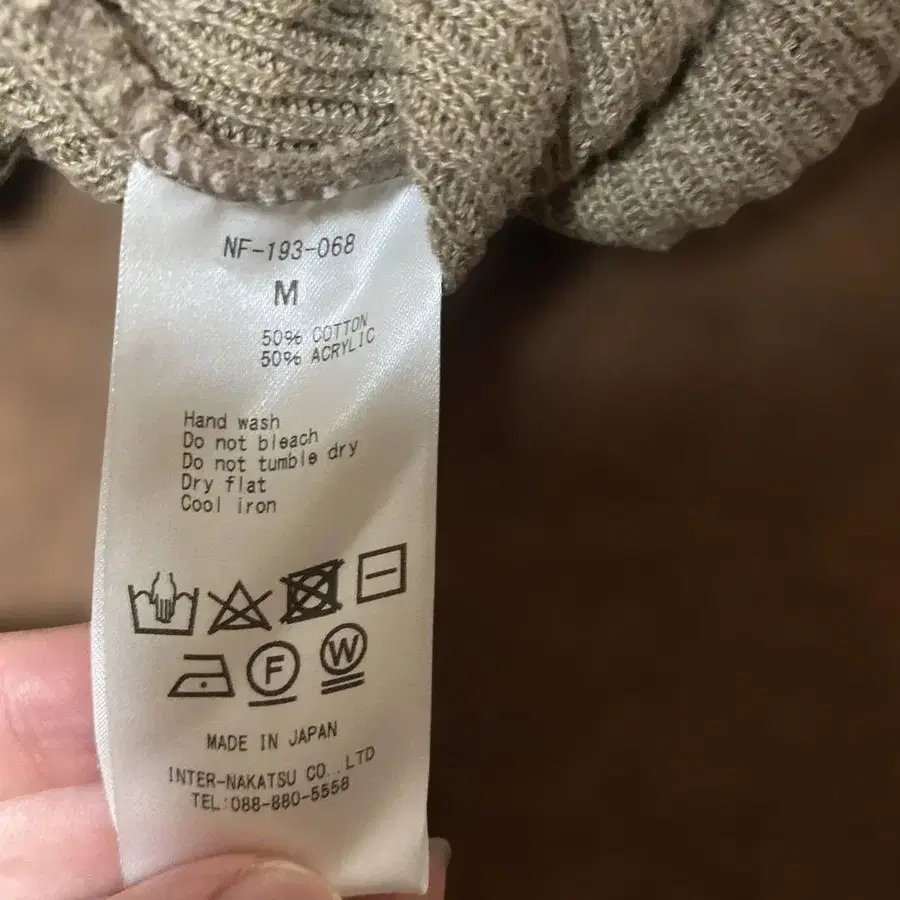 NF-193-068
M
50% COTTON
50% ACRYLIC
Hand wash
Do not bleach
Do not tumble dry
Dry flat
Cool iron
F
W
MADE IN JAPAN
INTER-NAKATSU CO.,LTD
TEL:088-880-5558